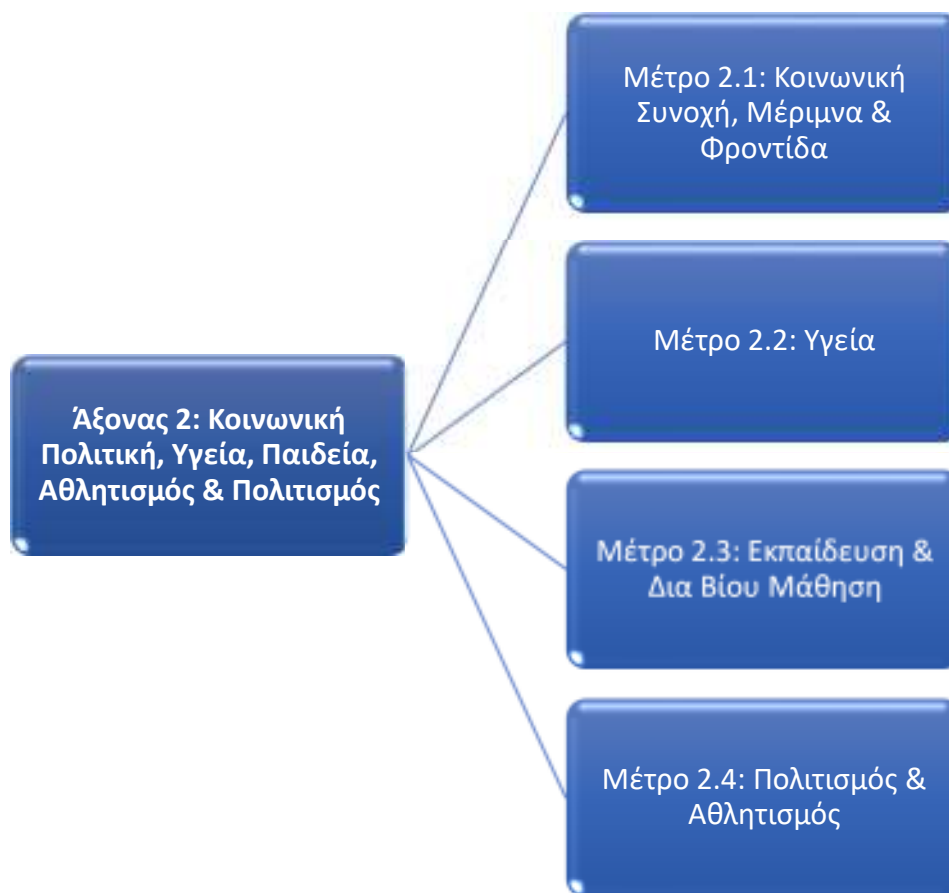 Μέτρο 2.1: Κοινωνική
Συνοχή, Μέριμνα &
Φροντίδα
Μέτρο 2.2: Υγεία
Άξονας 2: Κοινωνική
Πολιτική, Υγεία, Παιδεία,
Αθλητισμός & Πολιτισμός
Μέτρο 2.3: Εκπαίδευση &
Δια Βίου Μάθηση
Μέτρο 2.4: Πολιτισμός &
Αθλητισμός